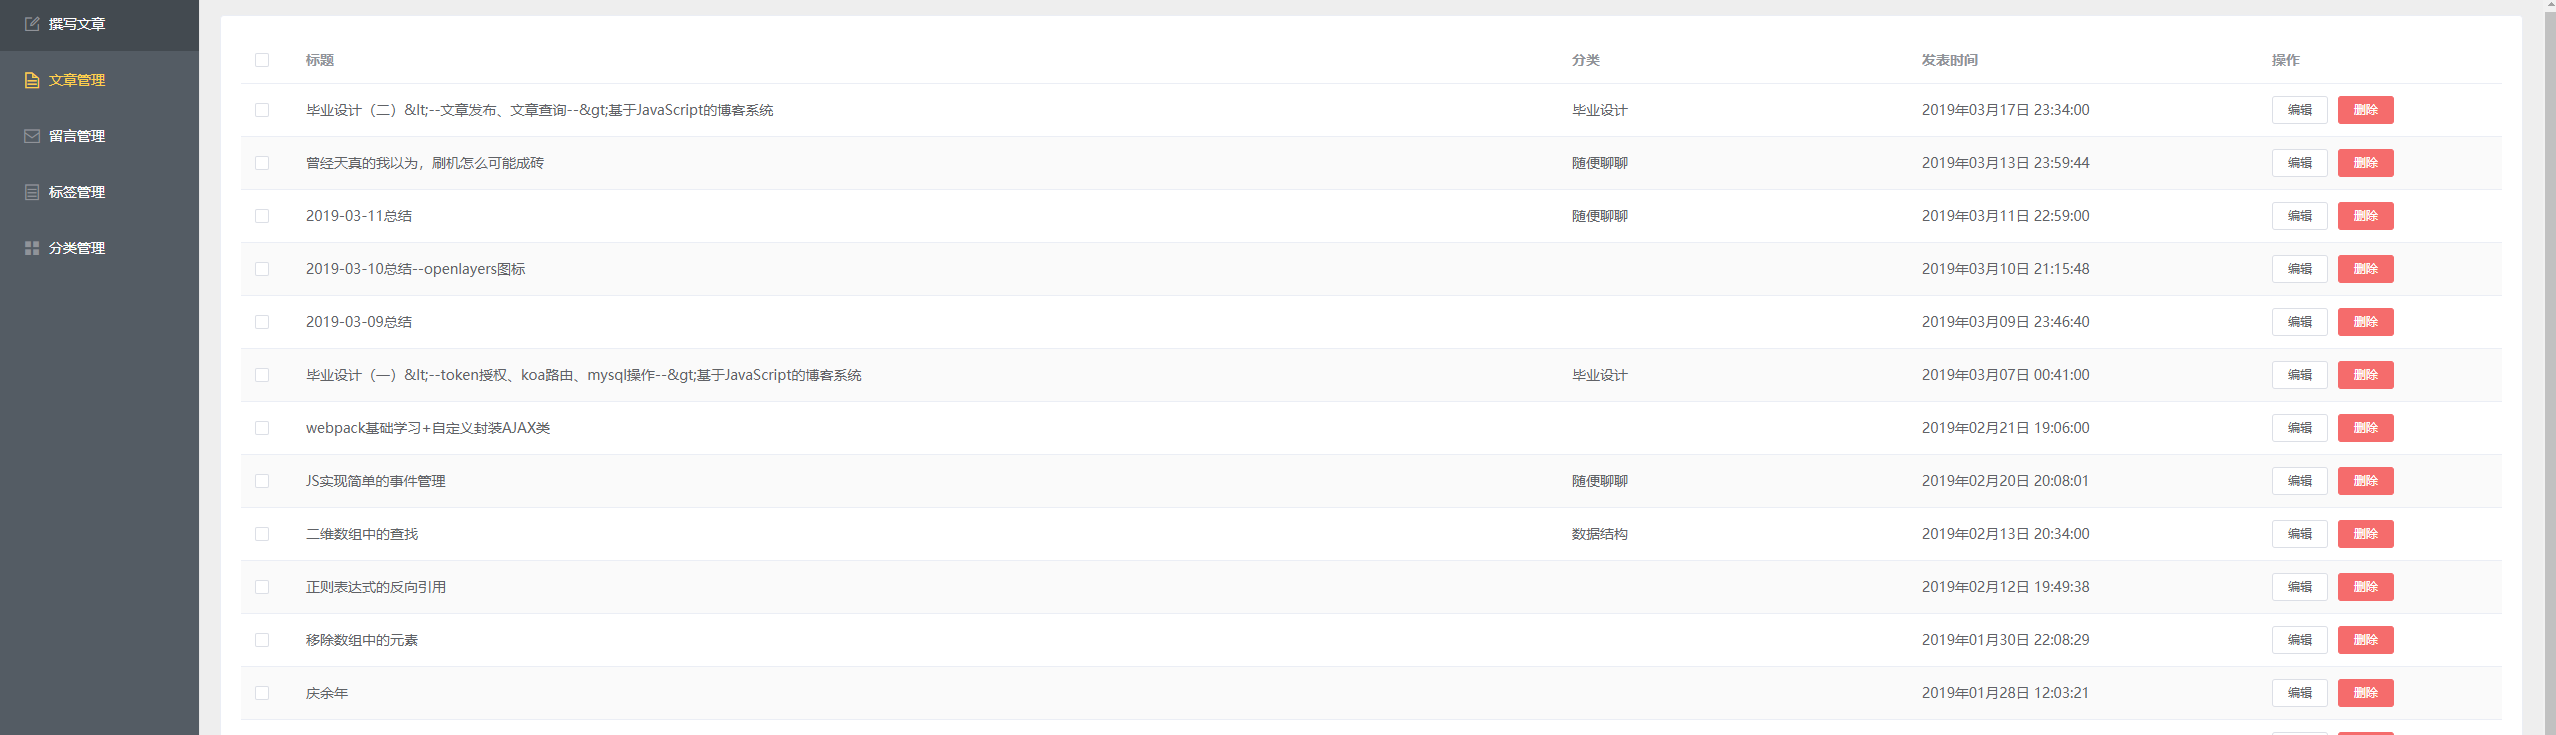 撰写文章
文章管理
留言管理
标签管理
分类管理
标题 分类 发表时间 操作
毕业设计（二）&lt;--文章发布、文章查询--&gt;基于JavaScript的博客系统 毕业设计 2019年03月17日 23:34:00 编辑 删除
曾经天真的我以为，刷机怎么可能成砖 随便聊聊 2019年03月13日 23:59:44 编辑 删除
2019-03-11总结 随便聊聊 2019年03月11日 22:59:00 编辑 删除
2019-03-10总结--openlayers图标 2019年03月10日 21:15:48 编辑 删除
2019-03-09总结 2019年03月09日 23:46:40 编辑 删除
毕业设计（一）&lt;--token授权、koa路由、mysql操作--&gt;基于JavaScript的博客系统 毕业设计 2019年03月07日 00:41:00 编辑 删除
webpack基础学习+自定义封装AJAX类 2019年02月21日 19:06:00 编辑 删除
JS实现简单的事件管理 随便聊聊 2019年02月20日 20:08:01 编辑 删除
二维数组中的查找 数据结构 2019年02月13日 20:34:00 编辑 删除
正则表达式的反向引用 2019年02月12日 19:49:38 编辑 删除
移除数组中的元素 2019年01月30日 22:08:29 编辑 删除
庆余年 2019年01月28日 12:03:21 编辑 删除